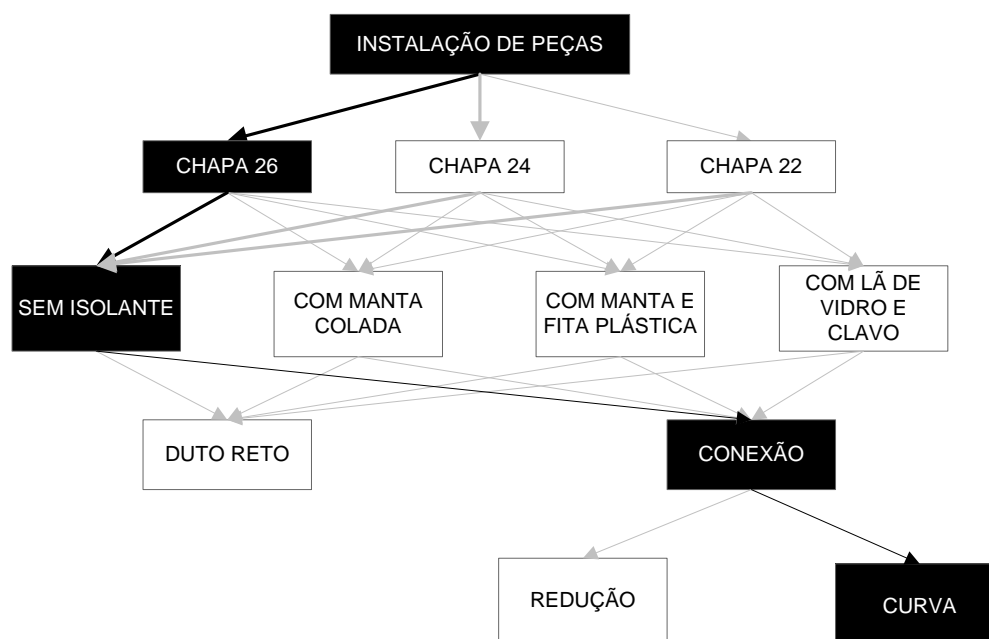 INSTALAÇÃO DE PEÇAS
CHAPA 26
CHAPA 24
CHAPA 22
SEM ISOLANTE
COM MANTA
COLADA
COM MANTA E
FITA PLÁSTICA
COM LÃ DE
VIDRO E
CLAVO
DUTO RETO
CONEXÃO
REDUÇÃO
CURVA